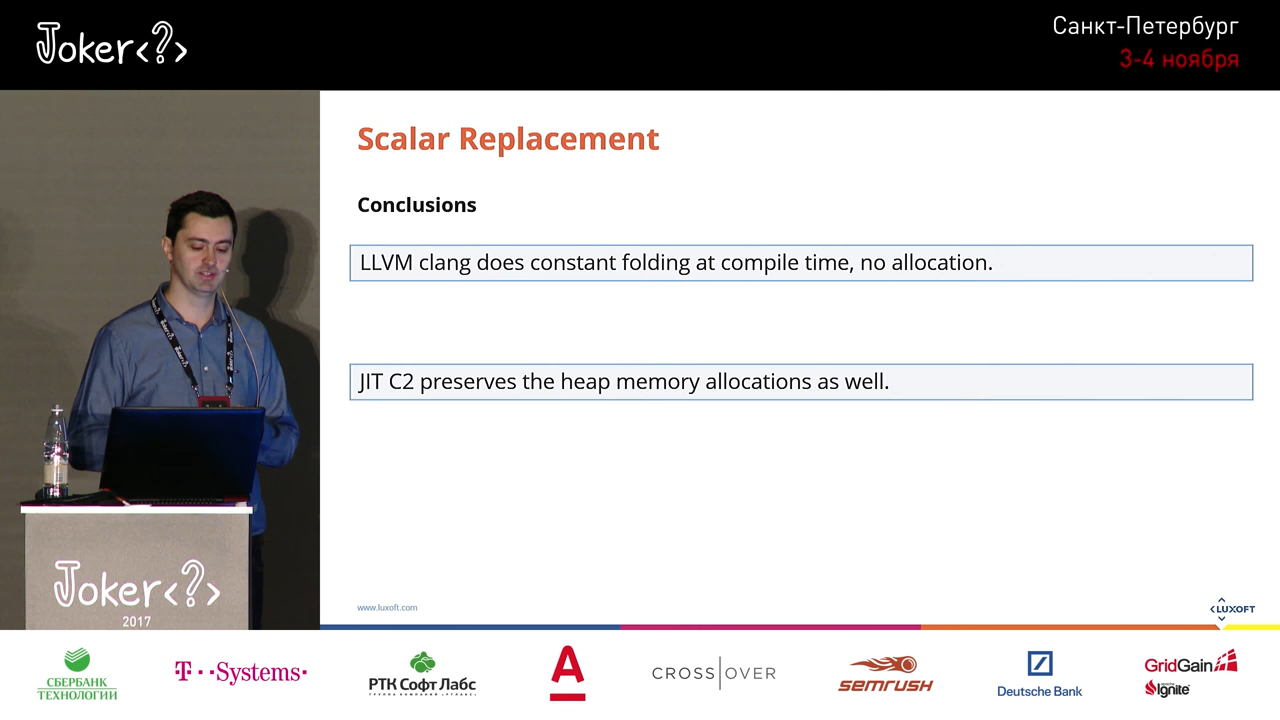 Joker<?>
Санкт-Петербург
3-4 ноября
Scalar Replacement
Conclusions
LLVM clang does constant folding at compile time, no allocation.
JIT C2 preserves the heap memory allocations as well.
www.luxoft.com
LUXOFT
Joker<?>
2017
СБЕРБАНК
ТЕХНОЛОГИИ
T··Systems·
РТК Софт Лабс
А
CROSS|OVER
semrush
Deutsche Bank
GridGain
Ignite